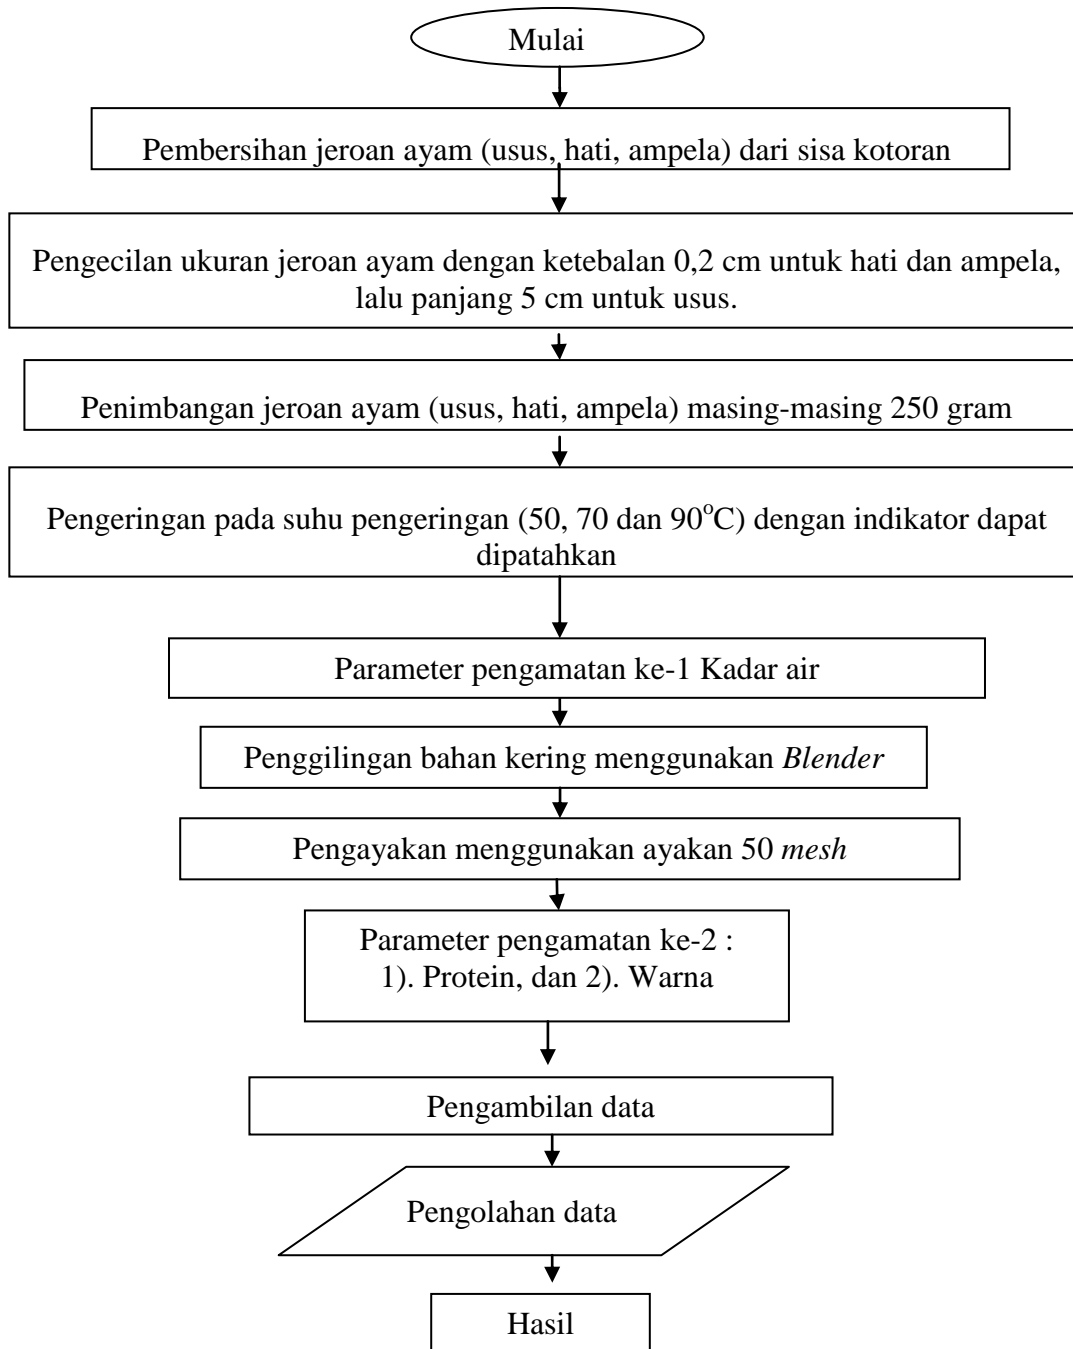 Mulai
Pembersihan jeroan ayam (usus, hati, ampela) dari sisa kotoran
Pengecilan ukuran jeroan ayam dengan ketebalan 0,2 cm untuk hati dan ampela,
lalu panjang 5 cm untuk usus.
Penimbangan jeroan ayam (usus, hati, ampela) masing-masing 250 gram
Pengeringan pada suhu pengeringan (50, 70 dan 90°C) dengan indikator dapat
dipatahkan
Parameter pengamatan ke-1 Kadar air
Penggilingan bahan kering menggunakan Blender
Pengayakan menggunakan ayakan 50 mesh
Parameter pengamatan ke-2 :
1). Protein, dan 2). Warna
Pengambilan data
Pengolahan data
Hasil